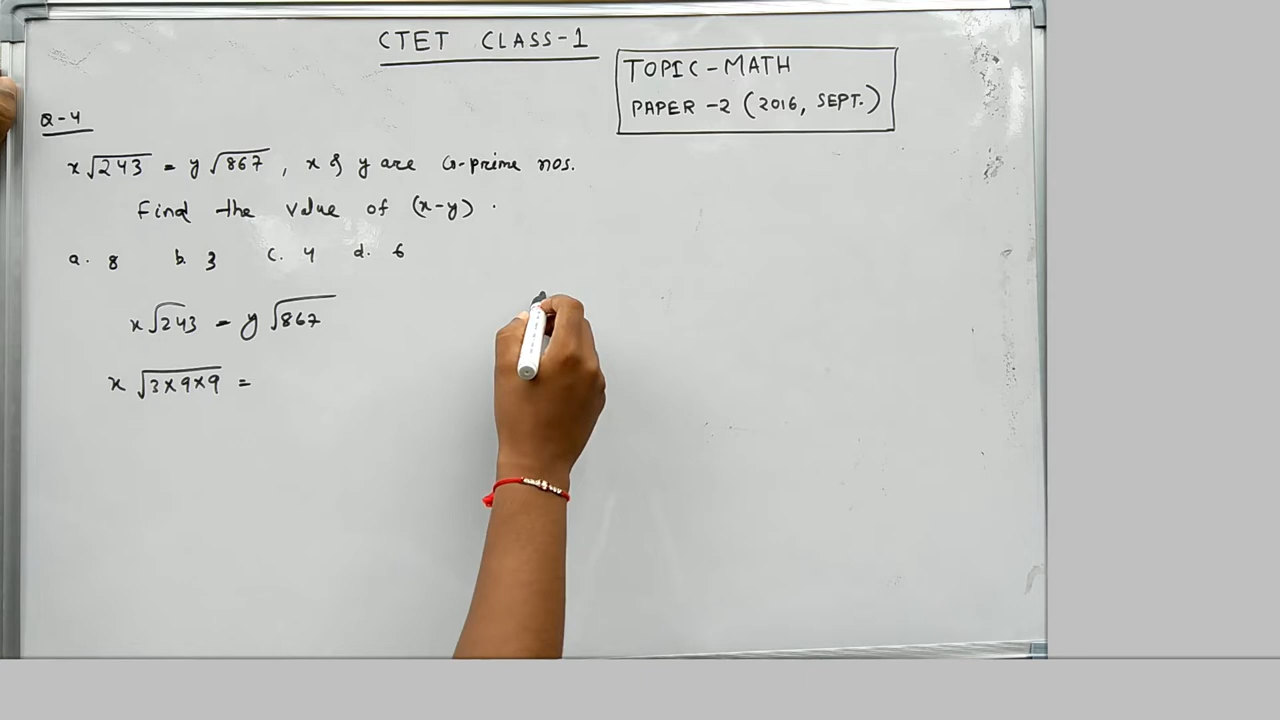 CTET CLASS-1
TOPIC-MATH
PAPER -2 (2016, SEPT.)
Q-4
x√243 = y√867, x & y are co-prime nos.
Find the value of (x-y).
a. 8 b. 3 c. 4 d. 6
x√243 = y√867
x√3×9×9 =